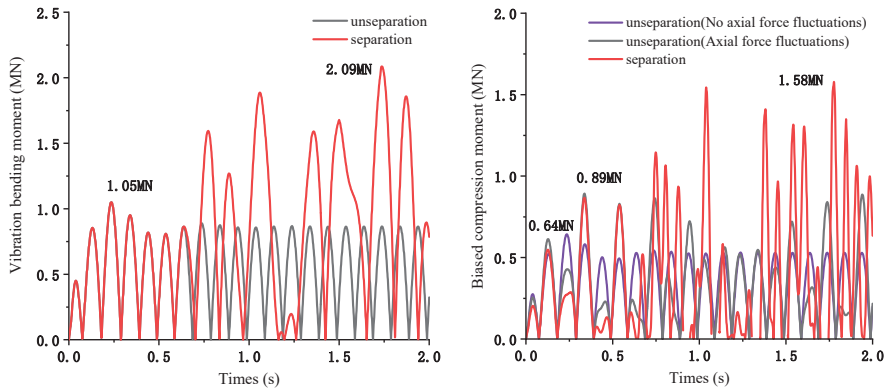 Vibration bending moment (MN)
2.5
2.0
1.5
1.0
0.5
0.0
unseparation
separation
2.09MN
1.05MN
0.0
0.5
1.0
1.5
2.0
Times (s)
Biased compression moment (MN)
2.0
1.5
1.0
0.5
0.0
unseparation(No axial force fluctuations)
unseparation(Axial force fluctuations)
separation
1.58MN
0.89MN
0.64MN
0.0
0.5
1.0
1.5
2.0
Times (s)